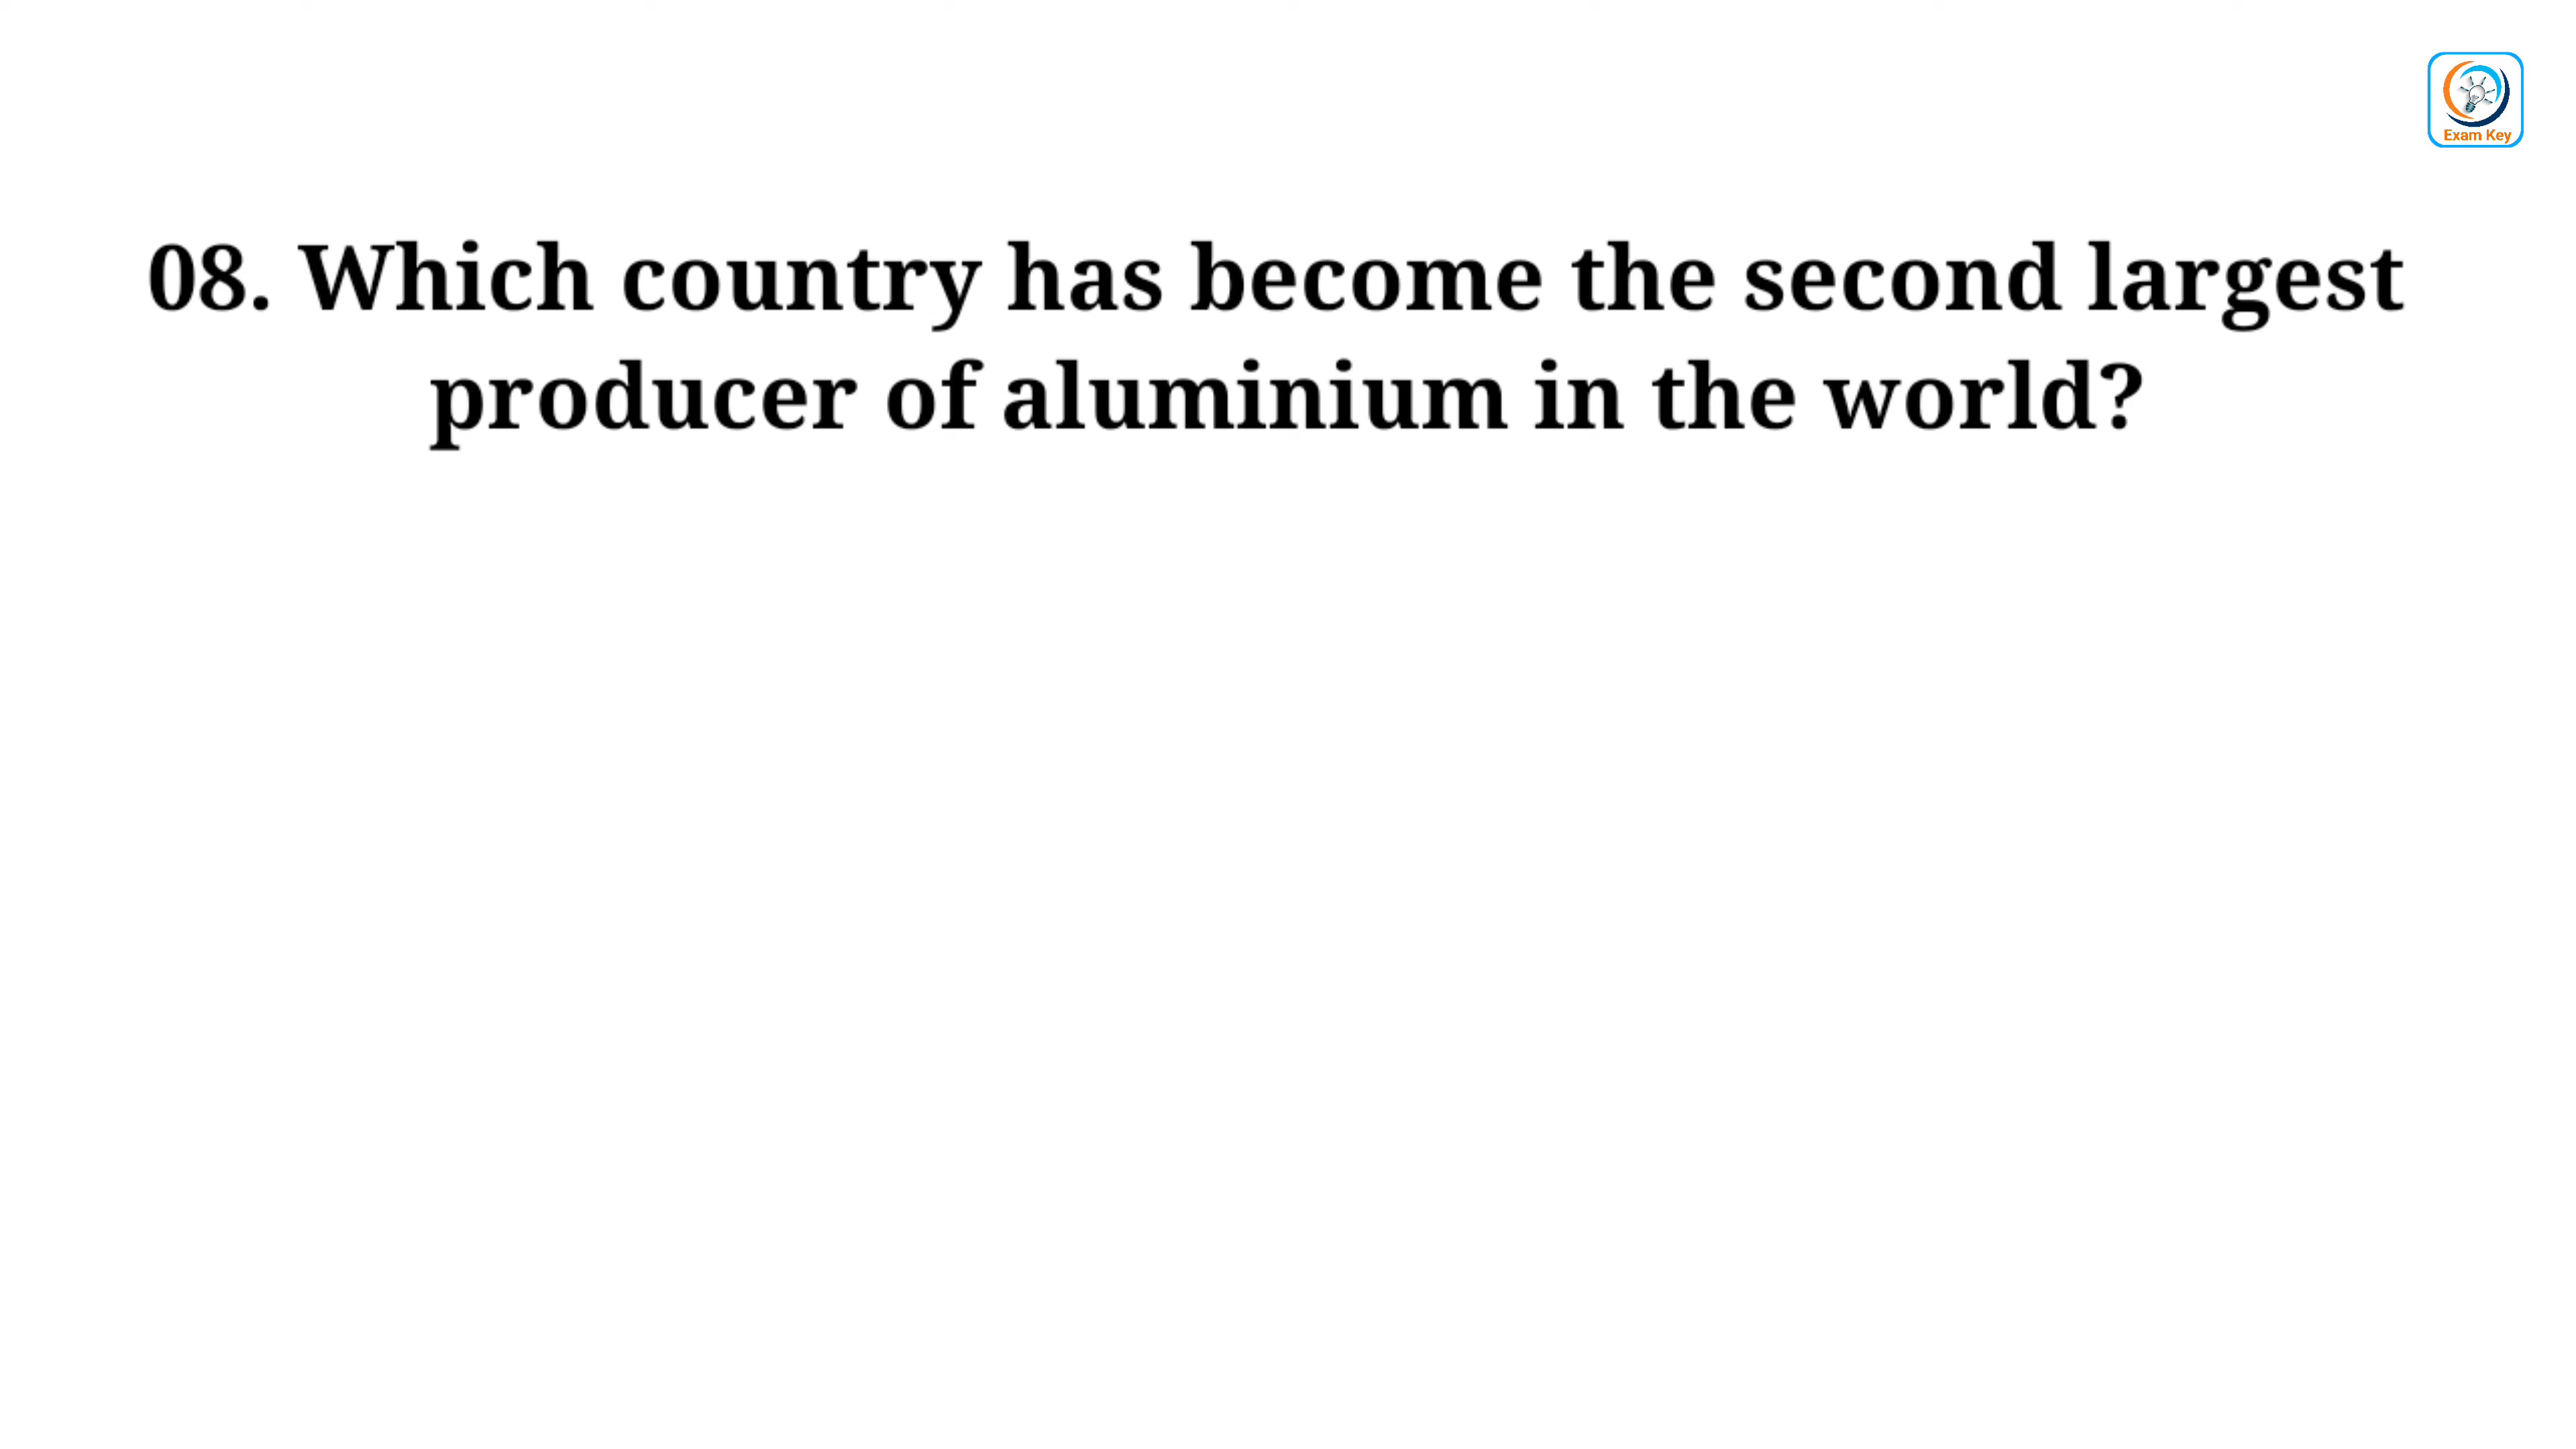 Exam Key
08. Which country has become the second largest
producer of aluminium in the world?